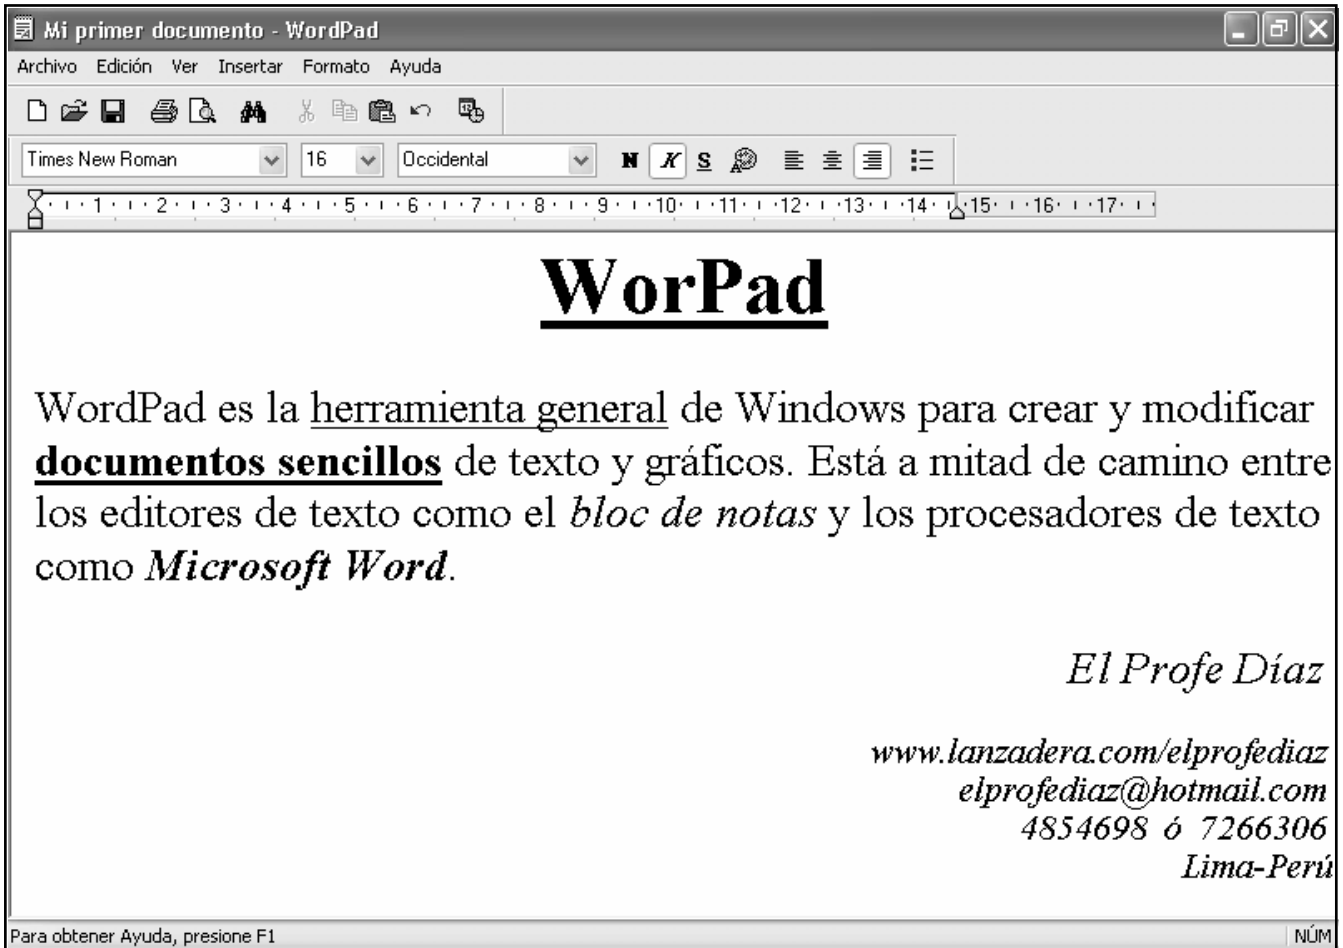 Mi primer documento - WordPad
Archivo Edición Ver Insertar Formato Ayuda
Times New Roman 16 Occidental N K S
1 2 3 4 5 6 7 8 9 10 11 12 13 14 15 16 17
WorPad
WordPad es la herramienta general de Windows para crear y modificar
documentos sencillos de texto y gráficos. Está a mitad de camino entre
los editores de texto como el bloc de notas y los procesadores de texto
como Microsoft Word.
El Profe Díaz
www.lanzadera.com/elprofediaz
elprofediaz@hotmail.com
4854698 ó 7266306
Lima-Perú
Para obtener Ayuda, presione F1 NÚM